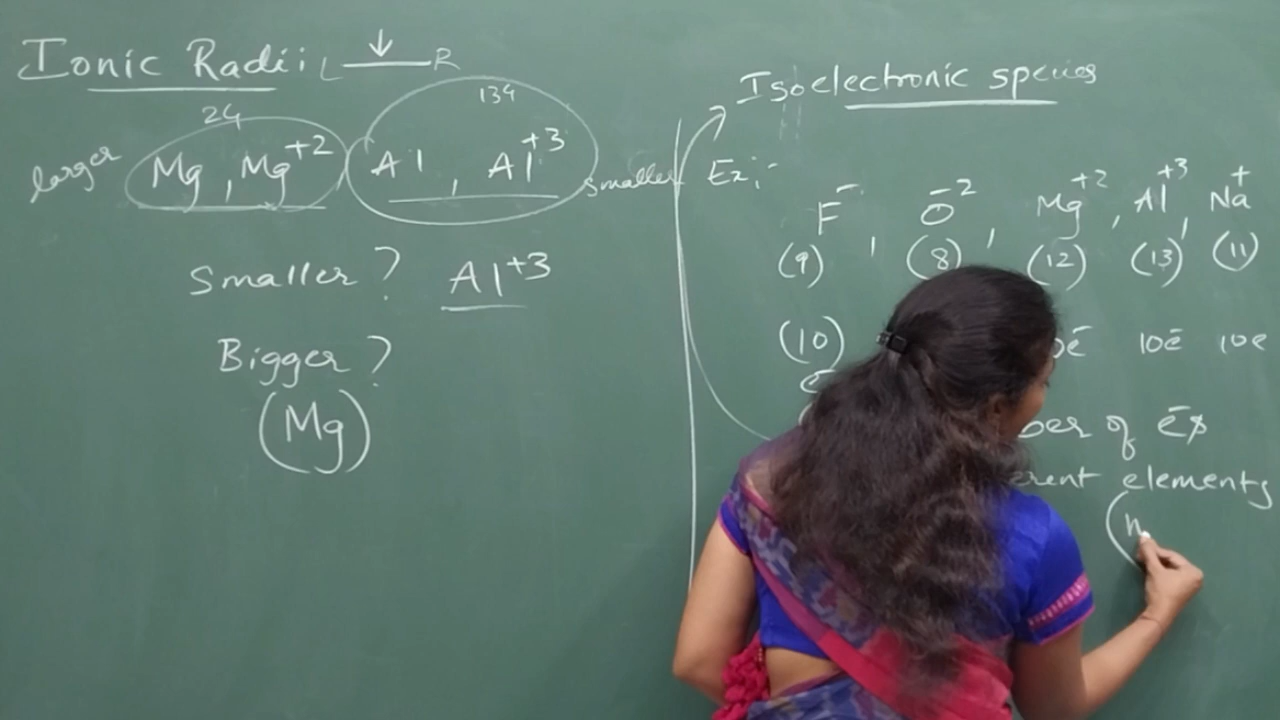 Ionic Radii L ↓ R
24 134
larger Mg, Mg+2 Al, Al+3 smaller
Smaller? Al+3
Bigger?
(Mg)
Isoelectronic species
Ex:-
F-, O-2, Mg+2, Al+3, Na+
(9) (8) (12) (13) (11)
(10) 10e- 10e
of e-s
elements
(n